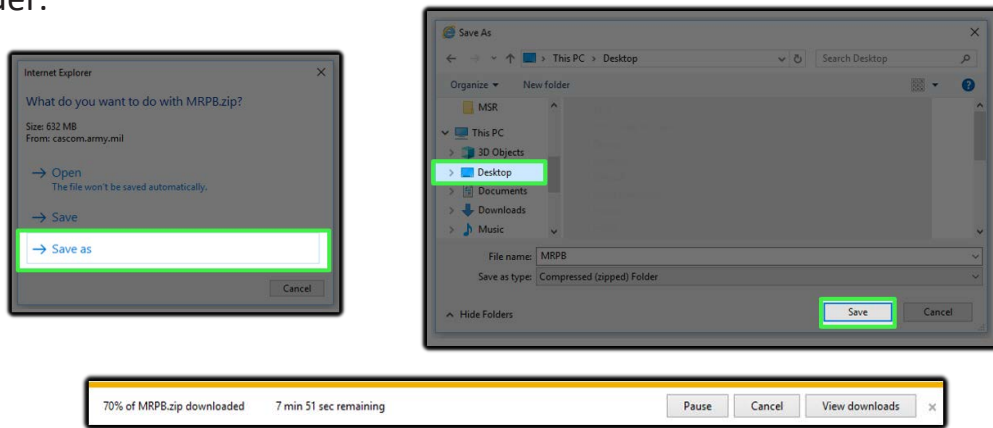 Internet Explorer
What do you want to do with MRPB.zip?
Size: 632 MB
From: cascom.army.mil
→ Open
The file won't be saved automatically.
→ Save
→ Save as
Cancel
Save As
This PC > Desktop
Search Desktop
Organize
New folder
MSR
This PC
3D Objects
Desktop
Documents
Downloads
Music
File name: MRPB
Save as type: Compressed (zipped) Folder
Hide Folders
Save
Cancel
70% of MRPB.zip downloaded 7 min 51 sec remaining Pause Cancel View downloads ×